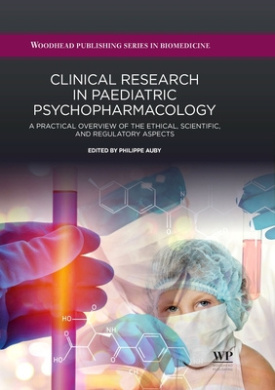 WOODHEAD PUBLISHING SERIES IN BIOMEDICINE
CLINICAL RESEARCH
IN PAEDIATRIC
PSYCHOPHARMACOLOGY
A PRACTICAL OVERVIEW OF THE ETHICAL, SCIENTIFIC,
AND REGULATORY ASPECTS
EDITED BY PHILIPPE AUBY
NH
HO
O
WP